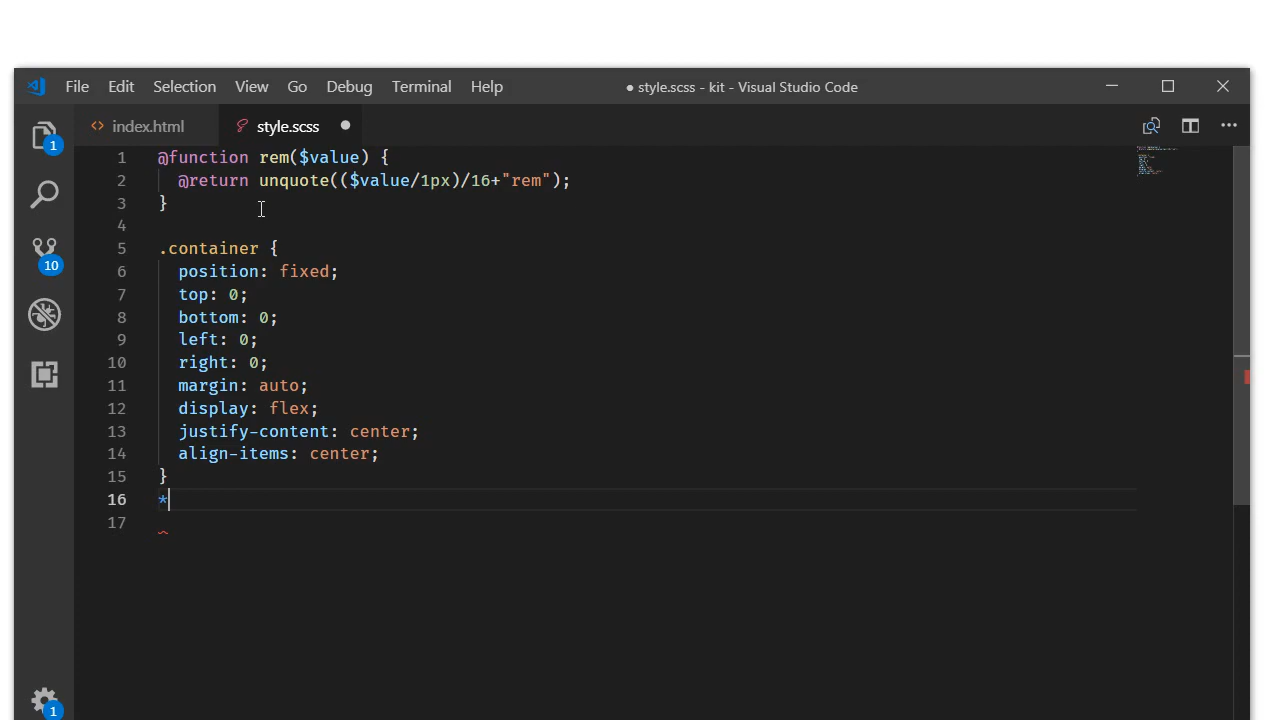 File Edit Selection View Go Debug Terminal Help ● style.scss - kit - Visual Studio Code
index.html style.scss
1 @function rem($value) {
2 @return unquote(($value/1px)/16+"rem");
3 }
4
5 .container {
6 position: fixed;
7 top: 0;
8 bottom: 0;
9 left: 0;
10 right: 0;
11 margin: auto;
12 display: flex;
13 justify-content: center;
14 align-items: center;
15 }
16 *
17
1
10
1